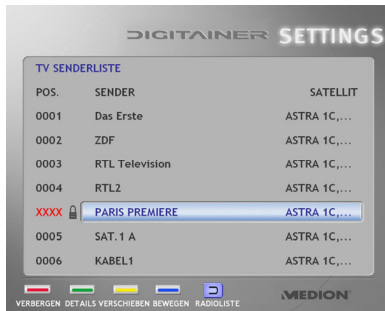 DIGITAINER SETTINGS
TV SENDERLISTE
POS. SENDER SATELLIT
0001 Das Erste ASTRA 1C,...
0002 ZDF ASTRA 1C,...
0003 RTL Television ASTRA 1C,...
0004 RTL2 ASTRA 1C,...
XXXX PARIS PREMIERE ASTRA 1C,...
0005 SAT.1 A ASTRA 1C,...
0006 KABEL1 ASTRA 1C,...
VERBERGEN DETAILS VERSCHIEBEN BEWEGEN RADIOLISTE MEDION